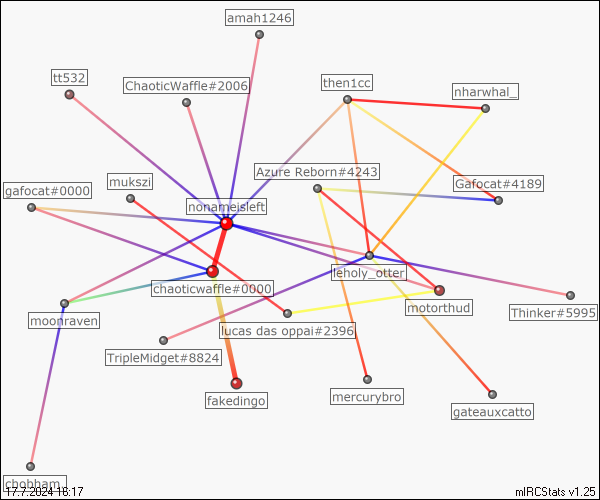 amah1246
tt532
ChaoticWaffle#2006
then1cc
nharwhal_
Azure Reborn#4243
mukszi
gafocat#0000
Gafocat#4189
nonameisleft
leholy_otter
chaoticwaffle#0000
motorthud
Thinker#5995
moonraven
lucas das oppai#2396
TripleMidget#8824
mercurybro
fakedingo
gateauxcatto
chobham_
17.7.2024 16:17
mIRCStats v1.25